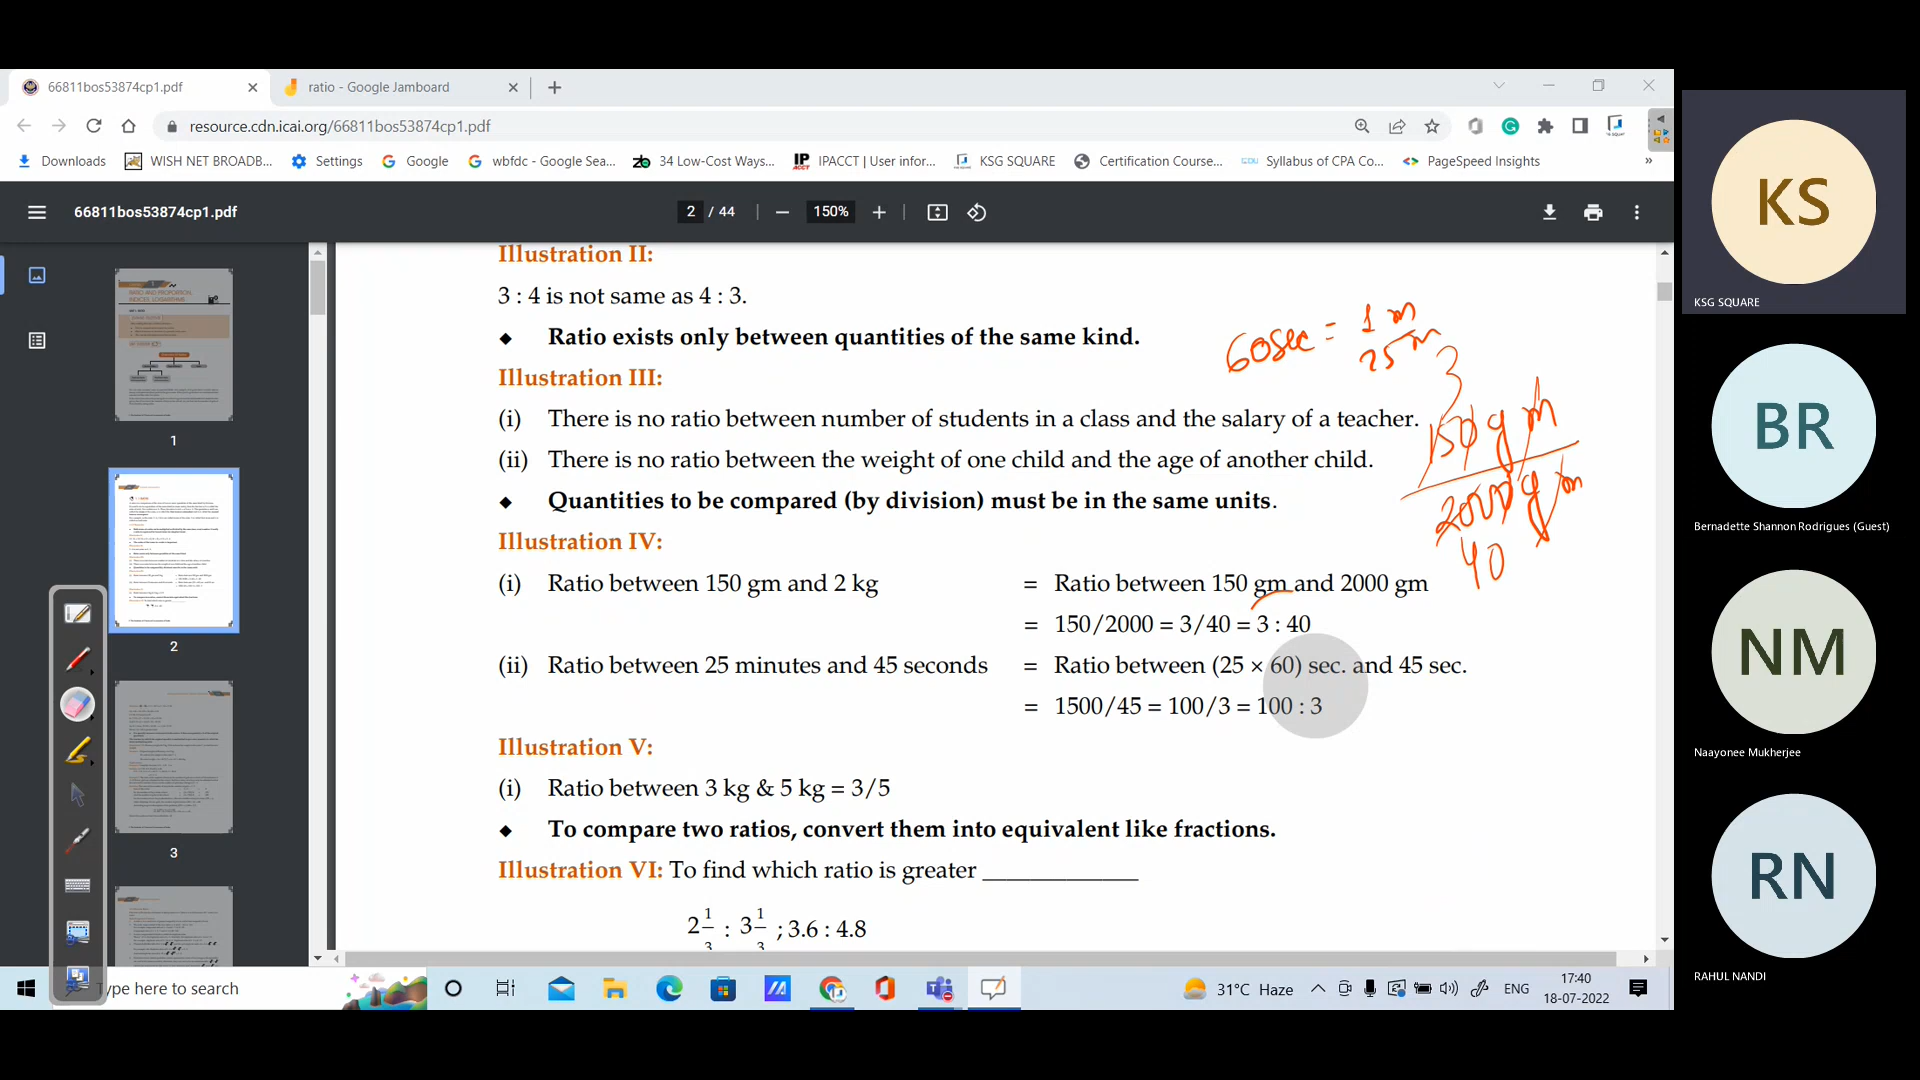 66811bos53874cp1.pdf
ratio - Google Jamboard
resource.cdn.icai.org/66811bos53874cp1.pdf
Downloads WISH NET BROADB... Settings Google wbfdc - Google Sea... 34 Low-Cost Ways... IPACCT | User infor... KSG SQUARE Certification Course... Syllabus of CPA Co... PageSpeed Insights »
66811bos53874cp1.pdf 2 / 44 150%
1
2
3
Illustration II:
3 : 4 is not same as 4 : 3.
◆ Ratio exists only between quantities of the same kind.
Illustration III:
(i) There is no ratio between number of students in a class and the salary of a teacher.
(ii) There is no ratio between the weight of one child and the age of another child.
◆ Quantities to be compared (by division) must be in the same units.
Illustration IV:
(i) Ratio between 150 gm and 2 kg = Ratio between 150 gm and 2000 gm
= 150/2000 = 3/40 = 3 : 40
(ii) Ratio between 25 minutes and 45 seconds = Ratio between (25 × 60) sec. and 45 sec.
= 1500/45 = 100/3 = 100 : 3
Illustration V:
(i) Ratio between 3 kg & 5 kg = 3/5
◆ To compare two ratios, convert them into equivalent like fractions.
Illustration VI: To find which ratio is greater ____________
2 1/3 : 3 1/3 ; 3.6 : 4.8
60sec = 1 m
25 m
3
150 gm
2000 gm
40
KS
KSG SQUARE
BR
Bernadette Shannon Rodrigues (Guest)
NM
Naayonee Mukherjee
RN
RAHUL NANDI
Type here to search
31°C Haze
ENG
17:40
18-07-2022